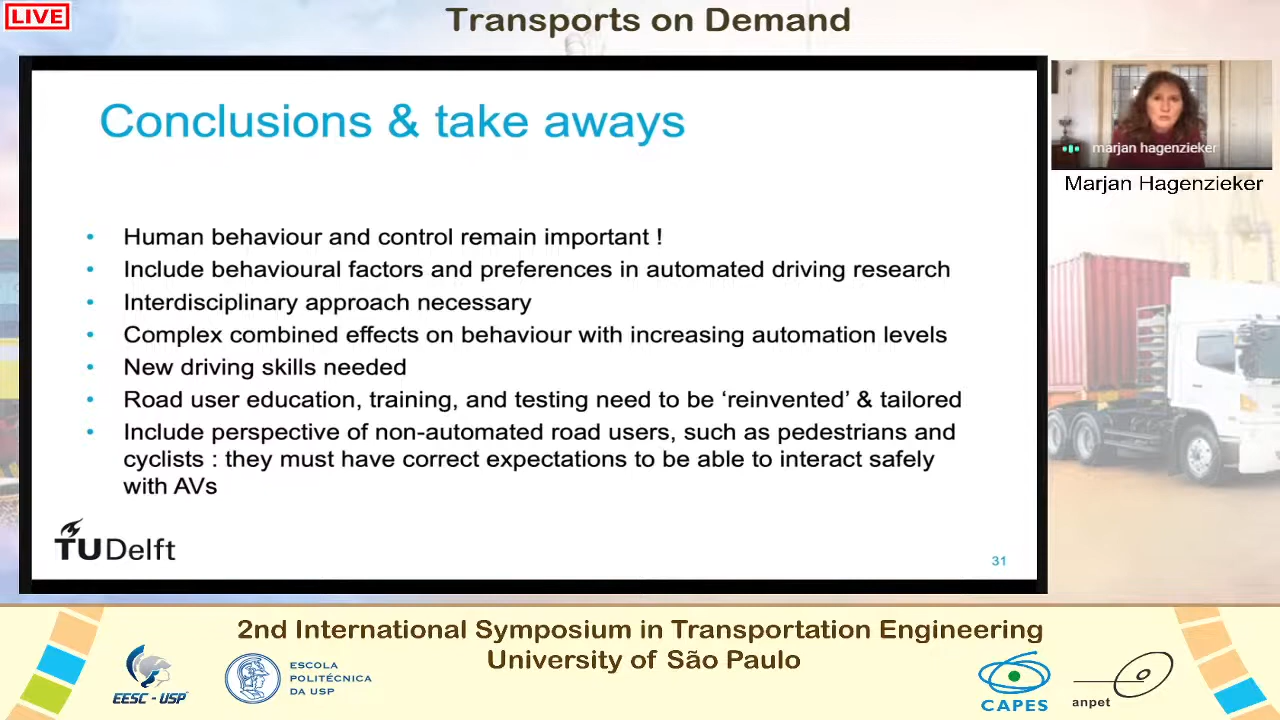 LIVE
Transports on Demand
Conclusions & take aways
• Human behaviour and control remain important !
• Include behavioural factors and preferences in automated driving research
• Interdisciplinary approach necessary
• Complex combined effects on behaviour with increasing automation levels
• New driving skills needed
• Road user education, training, and testing need to be ‘reinvented’ & tailored
• Include perspective of non-automated road users, such as pedestrians and
cyclists : they must have correct expectations to be able to interact safely
with AVs
TU Delft
31
marjan hagenzieker
Marjan Hagenzieker
2nd International Symposium in Transportation Engineering
University of São Paulo
EESC - USP
ESCOLA
POLITÉCNICA
DA USP
CAPES
anpet